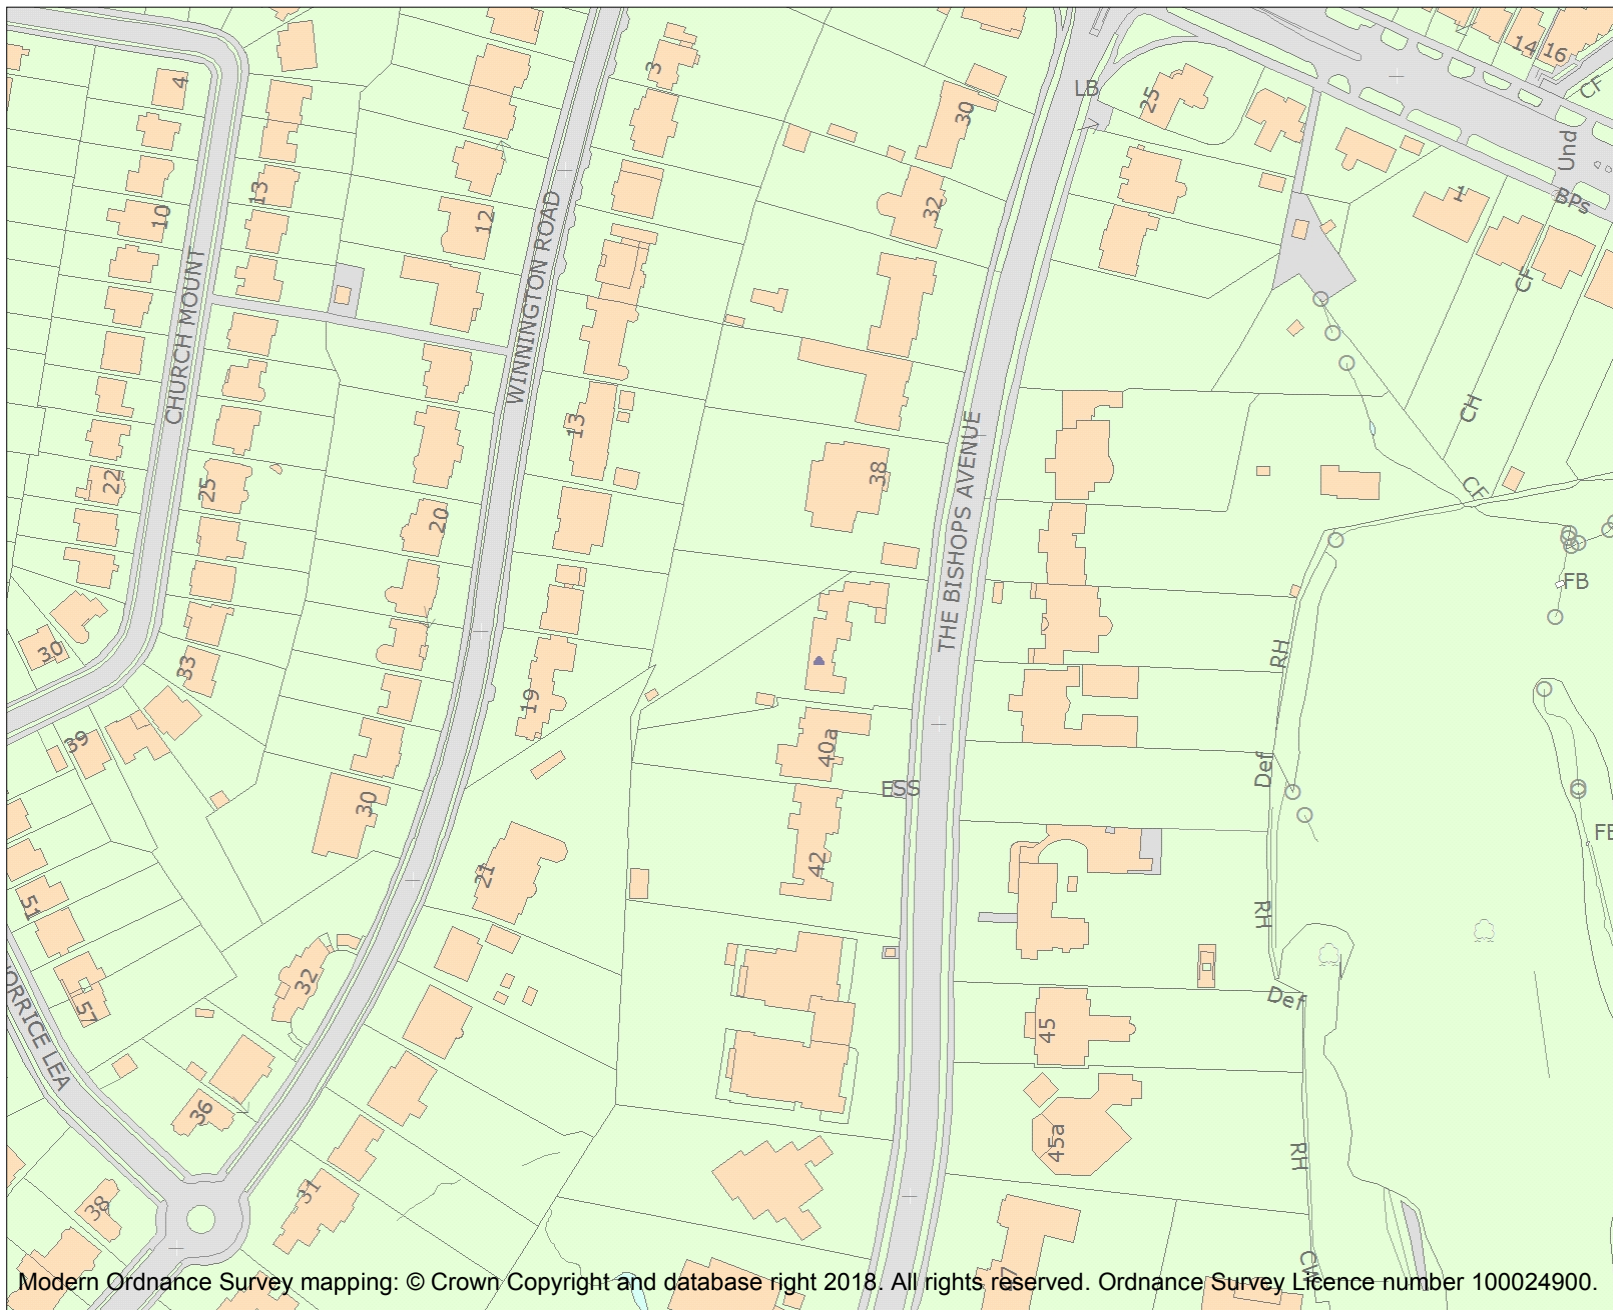 14
16
CF
3
4
LB
25
30
Und
BPs
1
13
10
12
32
CF
CHURCH MOUNT
WINNINGTON ROAD
CH
13
THE BISHOPS AVENUE
38
22
25
20
CF
FB
30
33
RH
19
39
40a
Def
ESS
30
42
21
51
RH
32
57
Def
45
36
45a
RH
31
38
Modern Ordnance Survey mapping: © Crown Copyright and database right 2018. All rights reserved. Ordnance Survey Licence number 100024900.